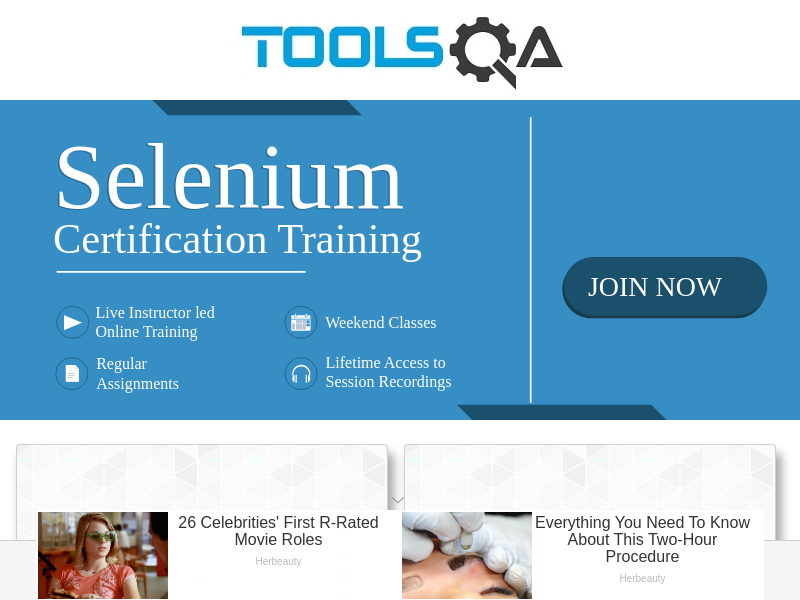 TOOLSQA
Selenium
Certification Training
JOIN NOW
Live Instructor led
Online Training
Weekend Classes
Regular
Assignments
Lifetime Access to
Session Recordings
26 Celebrities' First R-Rated
Movie Roles
Herbeauty
Everything You Need To Know
About This Two-Hour
Procedure
Herbeauty